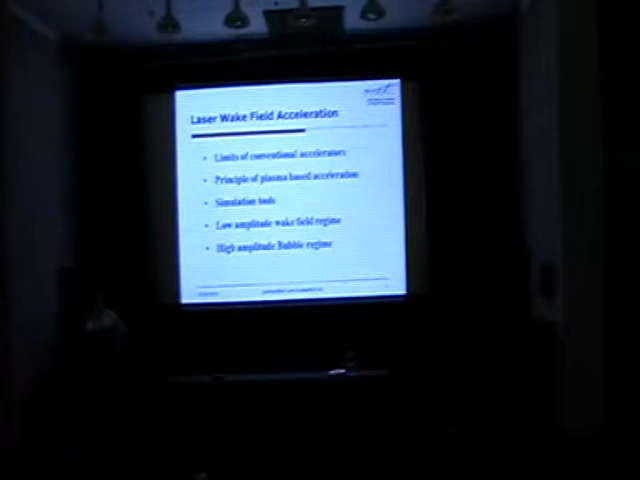 Laser Wake Field Acceleration
• Limits of conventional accelerators
• Principle of plasma based acceleration
• Simulation tools
• Low amplitude wake field regime
• High amplitude Bubble regime